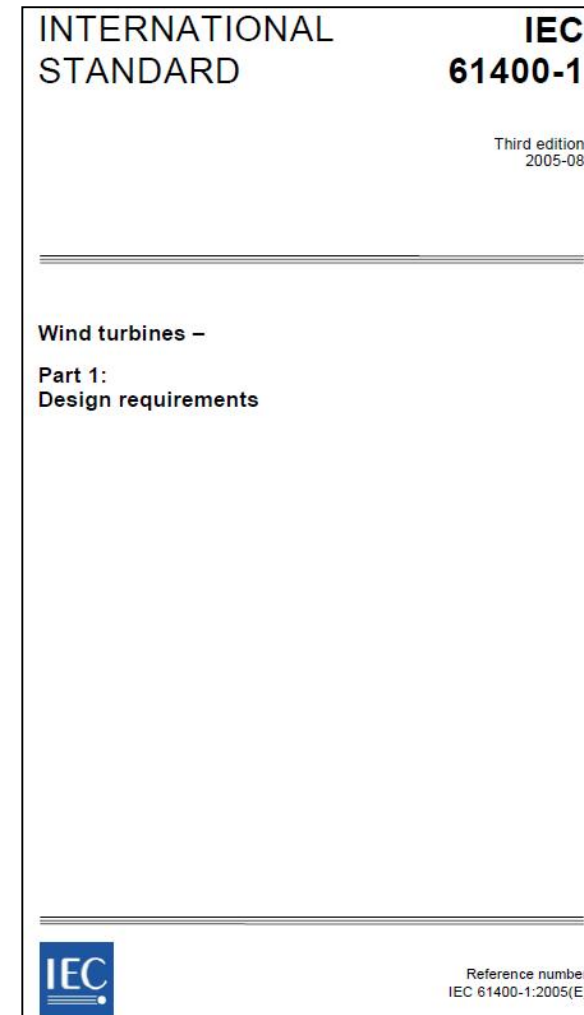 INTERNATIONAL
STANDARD
IEC
61400-1
Third edition
2005-08
Wind turbines –
Part 1:
Design requirements
IEC
Reference numbe
IEC 61400-1:2005(E